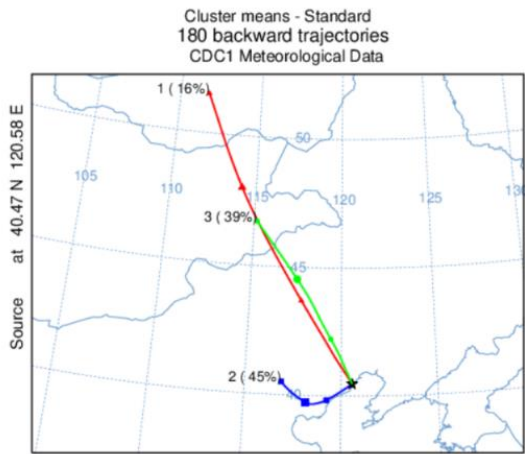 Cluster means - Standard
180 backward trajectories
CDC1 Meteorological Data
Source at 40.47 N 120.58 E
1 ( 16%)
50
105
110
115
120
125
130
3 ( 39%)
45
2 ( 45%)
40